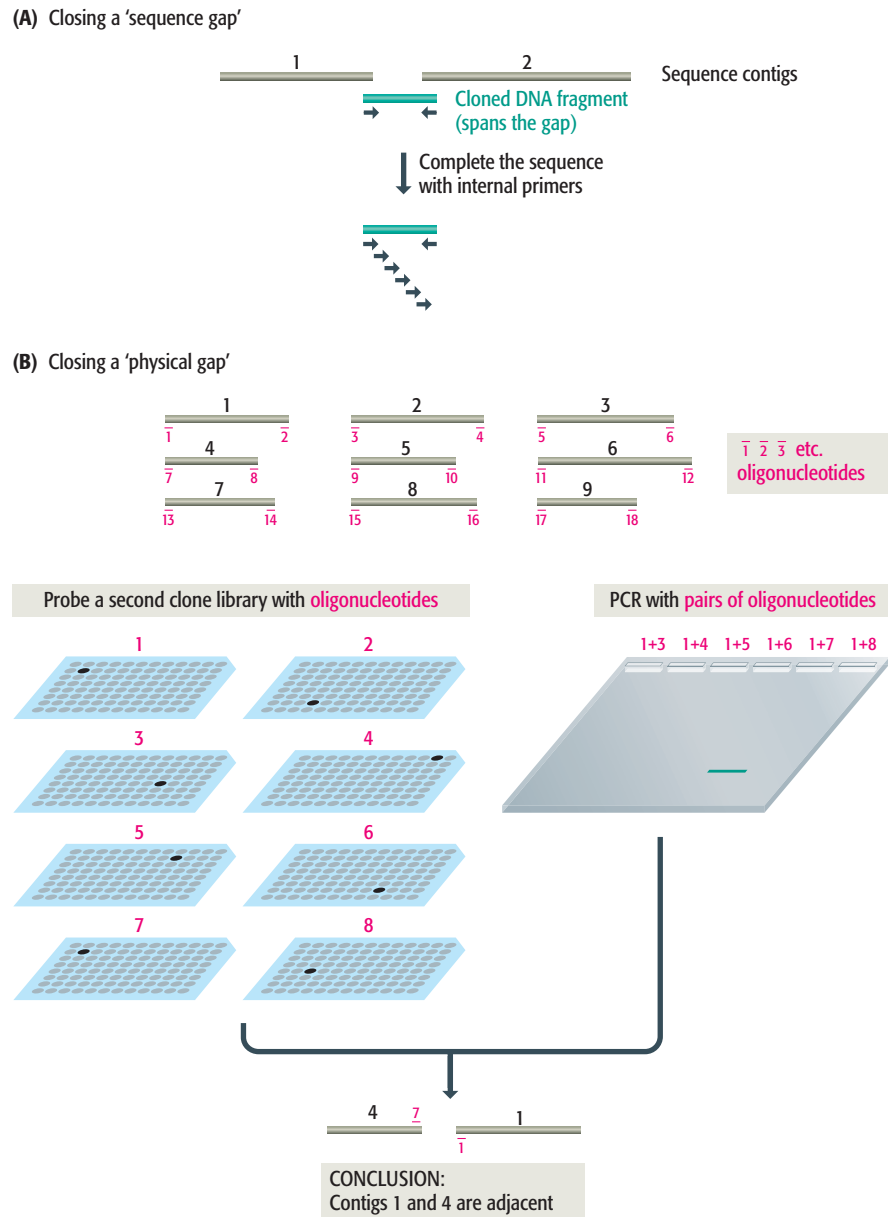 (A) Closing a ‘sequence gap’
1 2
Sequence contigs
Cloned DNA fragment
(spans the gap)
Complete the sequence
with internal primers
(B) Closing a ‘physical gap’
1 2 3
1 2 3 4 5 6
4 5 6
7 8 9 10 11 12
7 8 9
13 14 15 16 17 18
1 2 3 etc.
oligonucleotides
Probe a second clone library with oligonucleotides
1 2
3 4
5 6
7 8
PCR with pairs of oligonucleotides
1+3 1+4 1+5 1+6 1+7 1+8
4 7 1
1
CONCLUSION:
Contigs 1 and 4 are adjacent